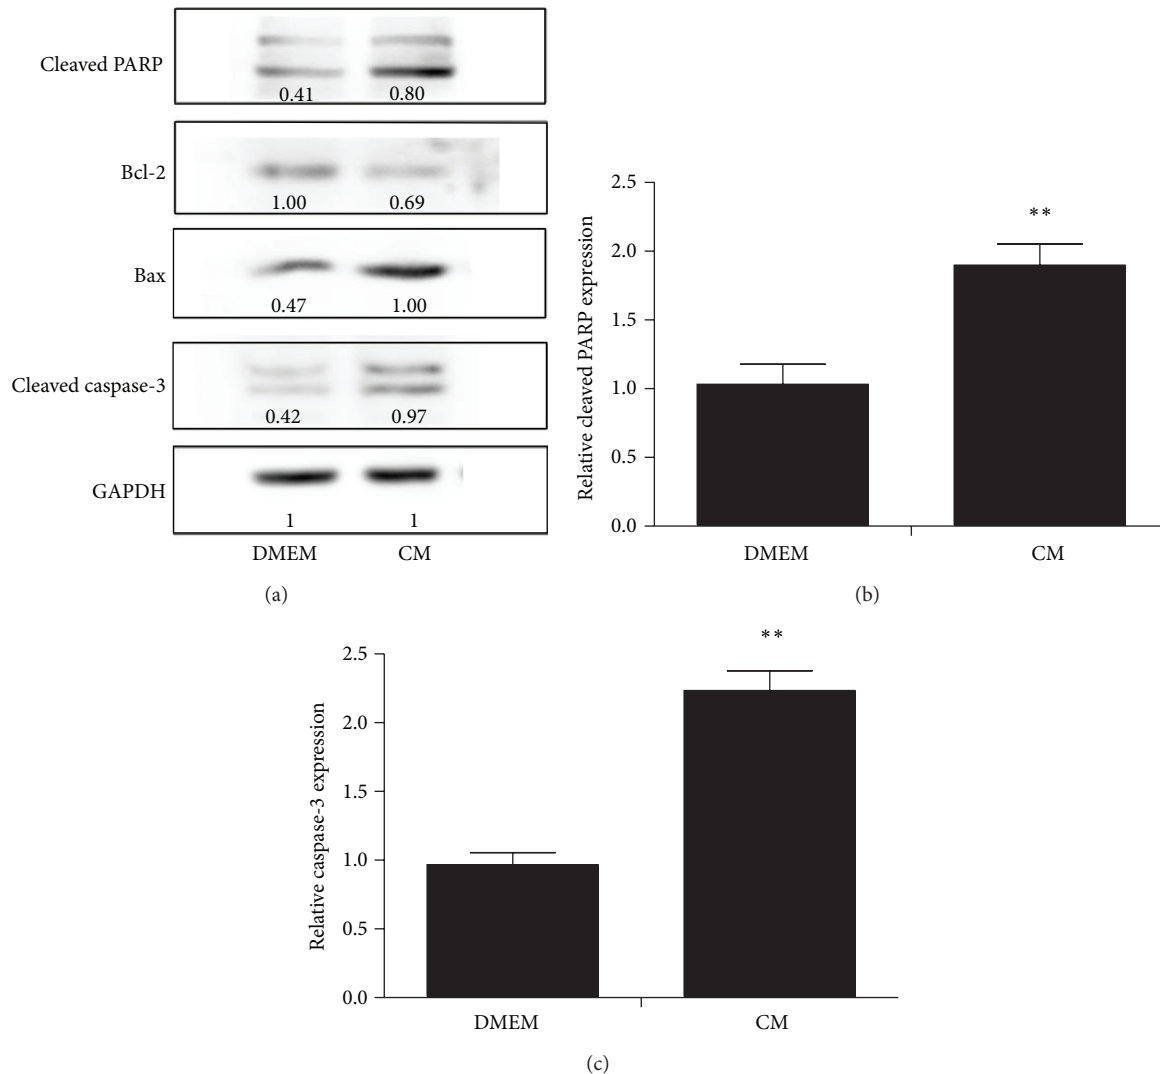 Cleaved PARP
0.41 0.80
Bcl-2
1.00 0.69
Bax
0.47 1.00
Cleaved caspase-3
0.42 0.97
GAPDH
1 1
DMEM CM
(a)
Relative cleaved PARP expression
2.5
2.0
1.5
1.0
0.5
0.0
**
DMEM CM
(b)
Relative caspase-3 expression
2.5
2.0
1.5
1.0
0.5
0.0
**
DMEM CM
(c)